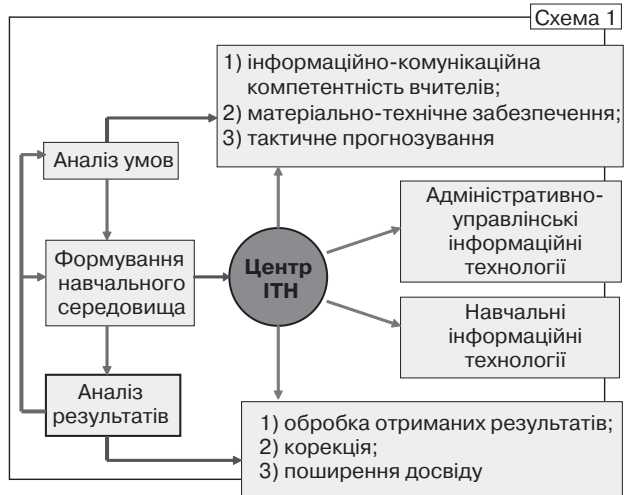 Схема 1
1) інформаційно-комунікаційна
компетентність вчителів;
2) матеріально-технічне забезпечення;
3) тактичне прогнозування
Аналіз умов
Адміністративно-
управлінські
інформаційні
технології
Формування
навчального
середовища
Центр
ІТН
Навчальні
інформаційні
технології
Аналіз
результатів
1) обробка отриманих результатів;
2) корекція;
3) поширення досвіду